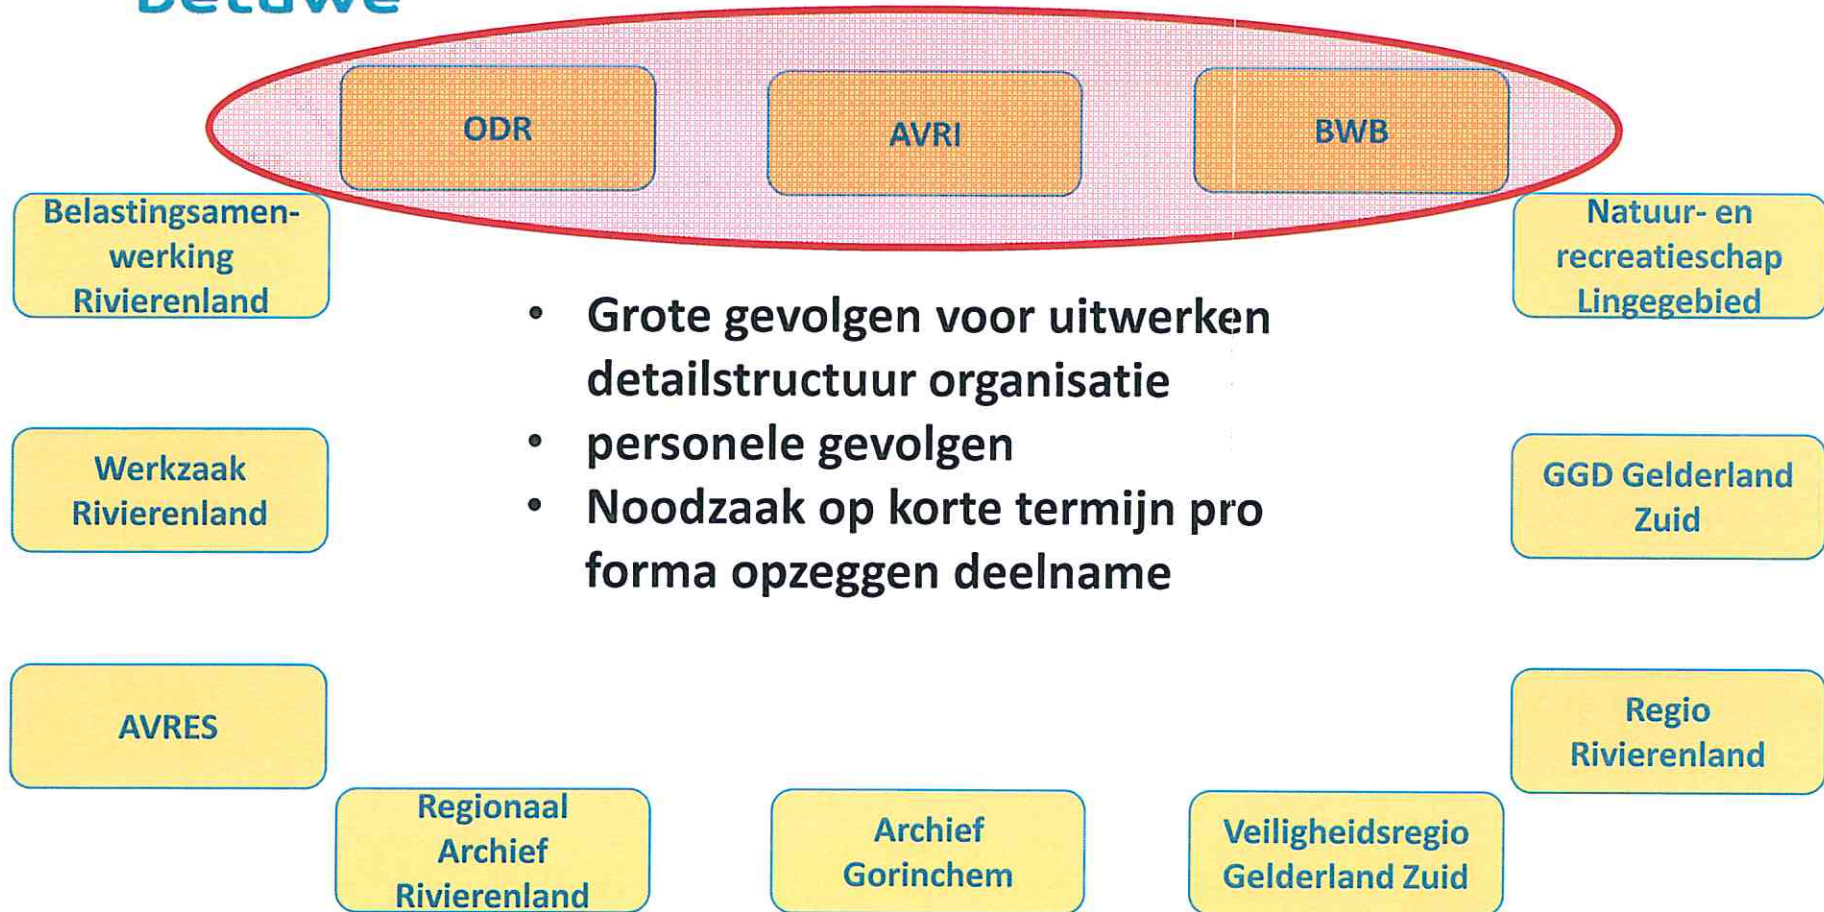 Betuwe
ODR
AVRI
BWB
Belastingsamen-
werking
Rivierenland
Natuur- en
recreatieschap
Lingegebied
• Grote gevolgen voor uitwerken
detailstructuur organisatie
• personele gevolgen
• Noodzaak op korte termijn pro
forma opzeggen deelname
Werkzaak
Rivierenland
GGD Gelderland
Zuid
AVRES
Regio
Rivierenland
Regionaal
Archief
Rivierenland
Archief
Gorinchem
Veiligheidsregio
Gelderland Zuid